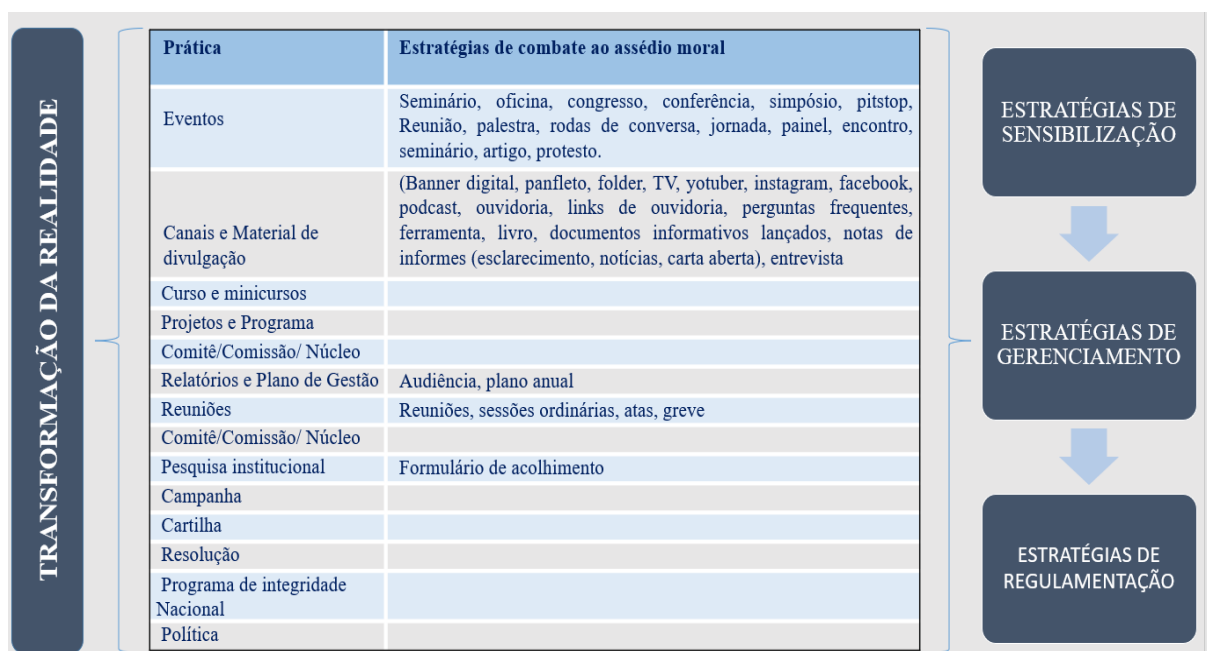 TRANSFORMAÇÃO DA REALIDADE
Prática
Estratégias de combate ao assédio moral
Eventos
Seminário, oficina, congresso, conferência, simpósio, pitstop,
Reunião, palestra, rodas de conversa, jornada, painel, encontro,
seminário, artigo, protesto.
Canais e Material de
divulgação
(Banner digital, panfleto, folder, TV, yotuber, instagram, facebook,
podcast, ouvidoria, links de ouvidoria, perguntas frequentes,
ferramenta, livro, documentos informativos lançados, notas de
informes (esclarecimento, notícias, carta aberta), entrevista
Curso e minicursos
Projetos e Programa
Comitê/Comissão/ Núcleo
Relatórios e Plano de Gestão
Audiência, plano anual
Reuniões
Reuniões, sessões ordinárias, atas, greve
Comitê/Comissão/ Núcleo
Pesquisa institucional
Formulário de acolhimento
Campanha
Cartilha
Resolução
Programa de integridade
Nacional
Política
ESTRATÉGIAS DE
SENSIBILIZAÇÃO
ESTRATÉGIAS DE
GERENCIAMENTO
ESTRATÉGIAS DE
REGULAMENTAÇÃO